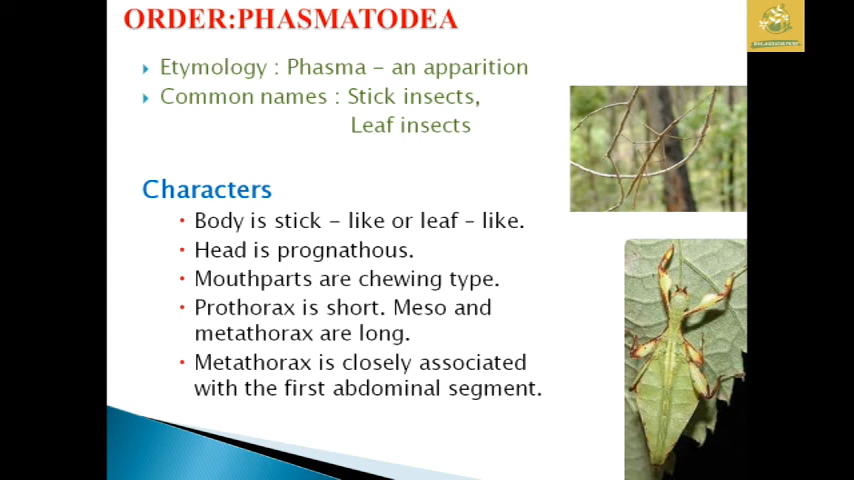 ORDER:PHASMATODEA
Etymology : Phasma – an apparition
Common names : Stick insects,
Leaf insects
Characters
Body is stick – like or leaf – like.
Head is prognathous.
Mouthparts are chewing type.
Prothorax is short. Meso and
metathorax are long.
Metathorax is closely associated
with the first abdominal segment.